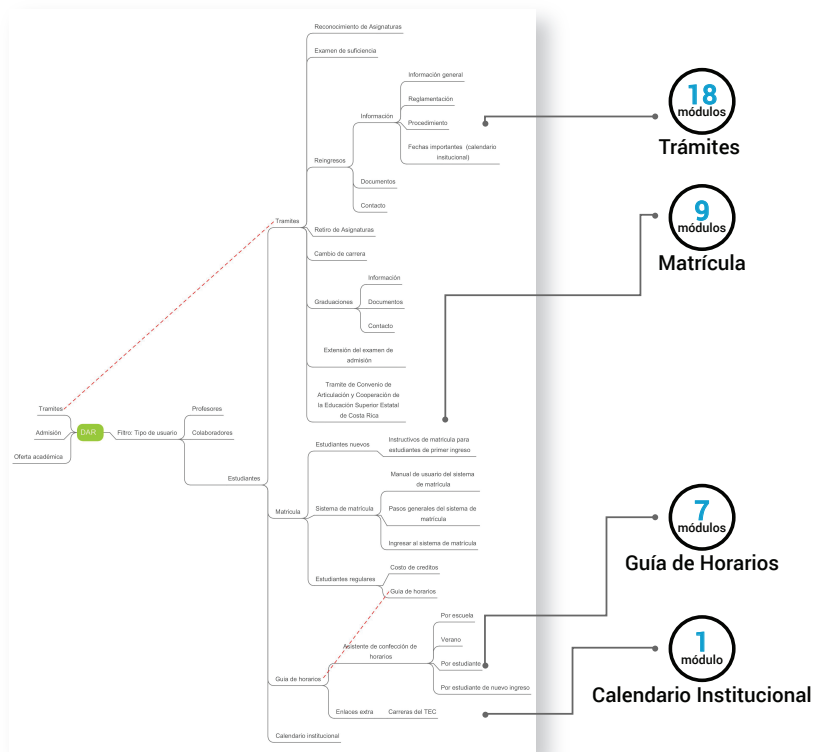 Reconocimiento de Asignaturas
Examen de suficiencia
Información general
Reglamentación
Información
Procedimiento
Fechas importantes (calendario
insitucional)
Reingresos
Documentos
Contacto
Tramites
Retiro de Asignaturas
Cambio de carrera
Información
Graduaciones
Documentos
Contacto
Extensión del examen de
admisión
Tramite de Convenio de
Articulación y Cooperación de
la Educación Superior Estatal
de Costa Rica
Tramites
Admisión
Oferta académica
DAR
Filtro: Tipo de usuario
Profesores
Colaboradores
Estudiantes
Estudiantes nuevos
Instructivos de matrícula para
estudiantes de primer ingreso
Manual de usuario del sistema
de matrícula
Matricula
Sistema de matrícula
Pasos generales del sistema de
matricula
Ingresar al sistema de matrícula
Costo de creditos
Estudiantes regulares
Guia de horarios
Por escuela
Verano
Asistente de confección de
horarios
Por estudiante
Por estudiante de nuevo ingreso
Guia de horarios
Enlaces extra
Carreras del TEC
Calendario institucional
18
módulos
Trámites
9
módulos
Matrícula
7
módulos
Guía de Horarios
1
módulo
Calendario Institucional